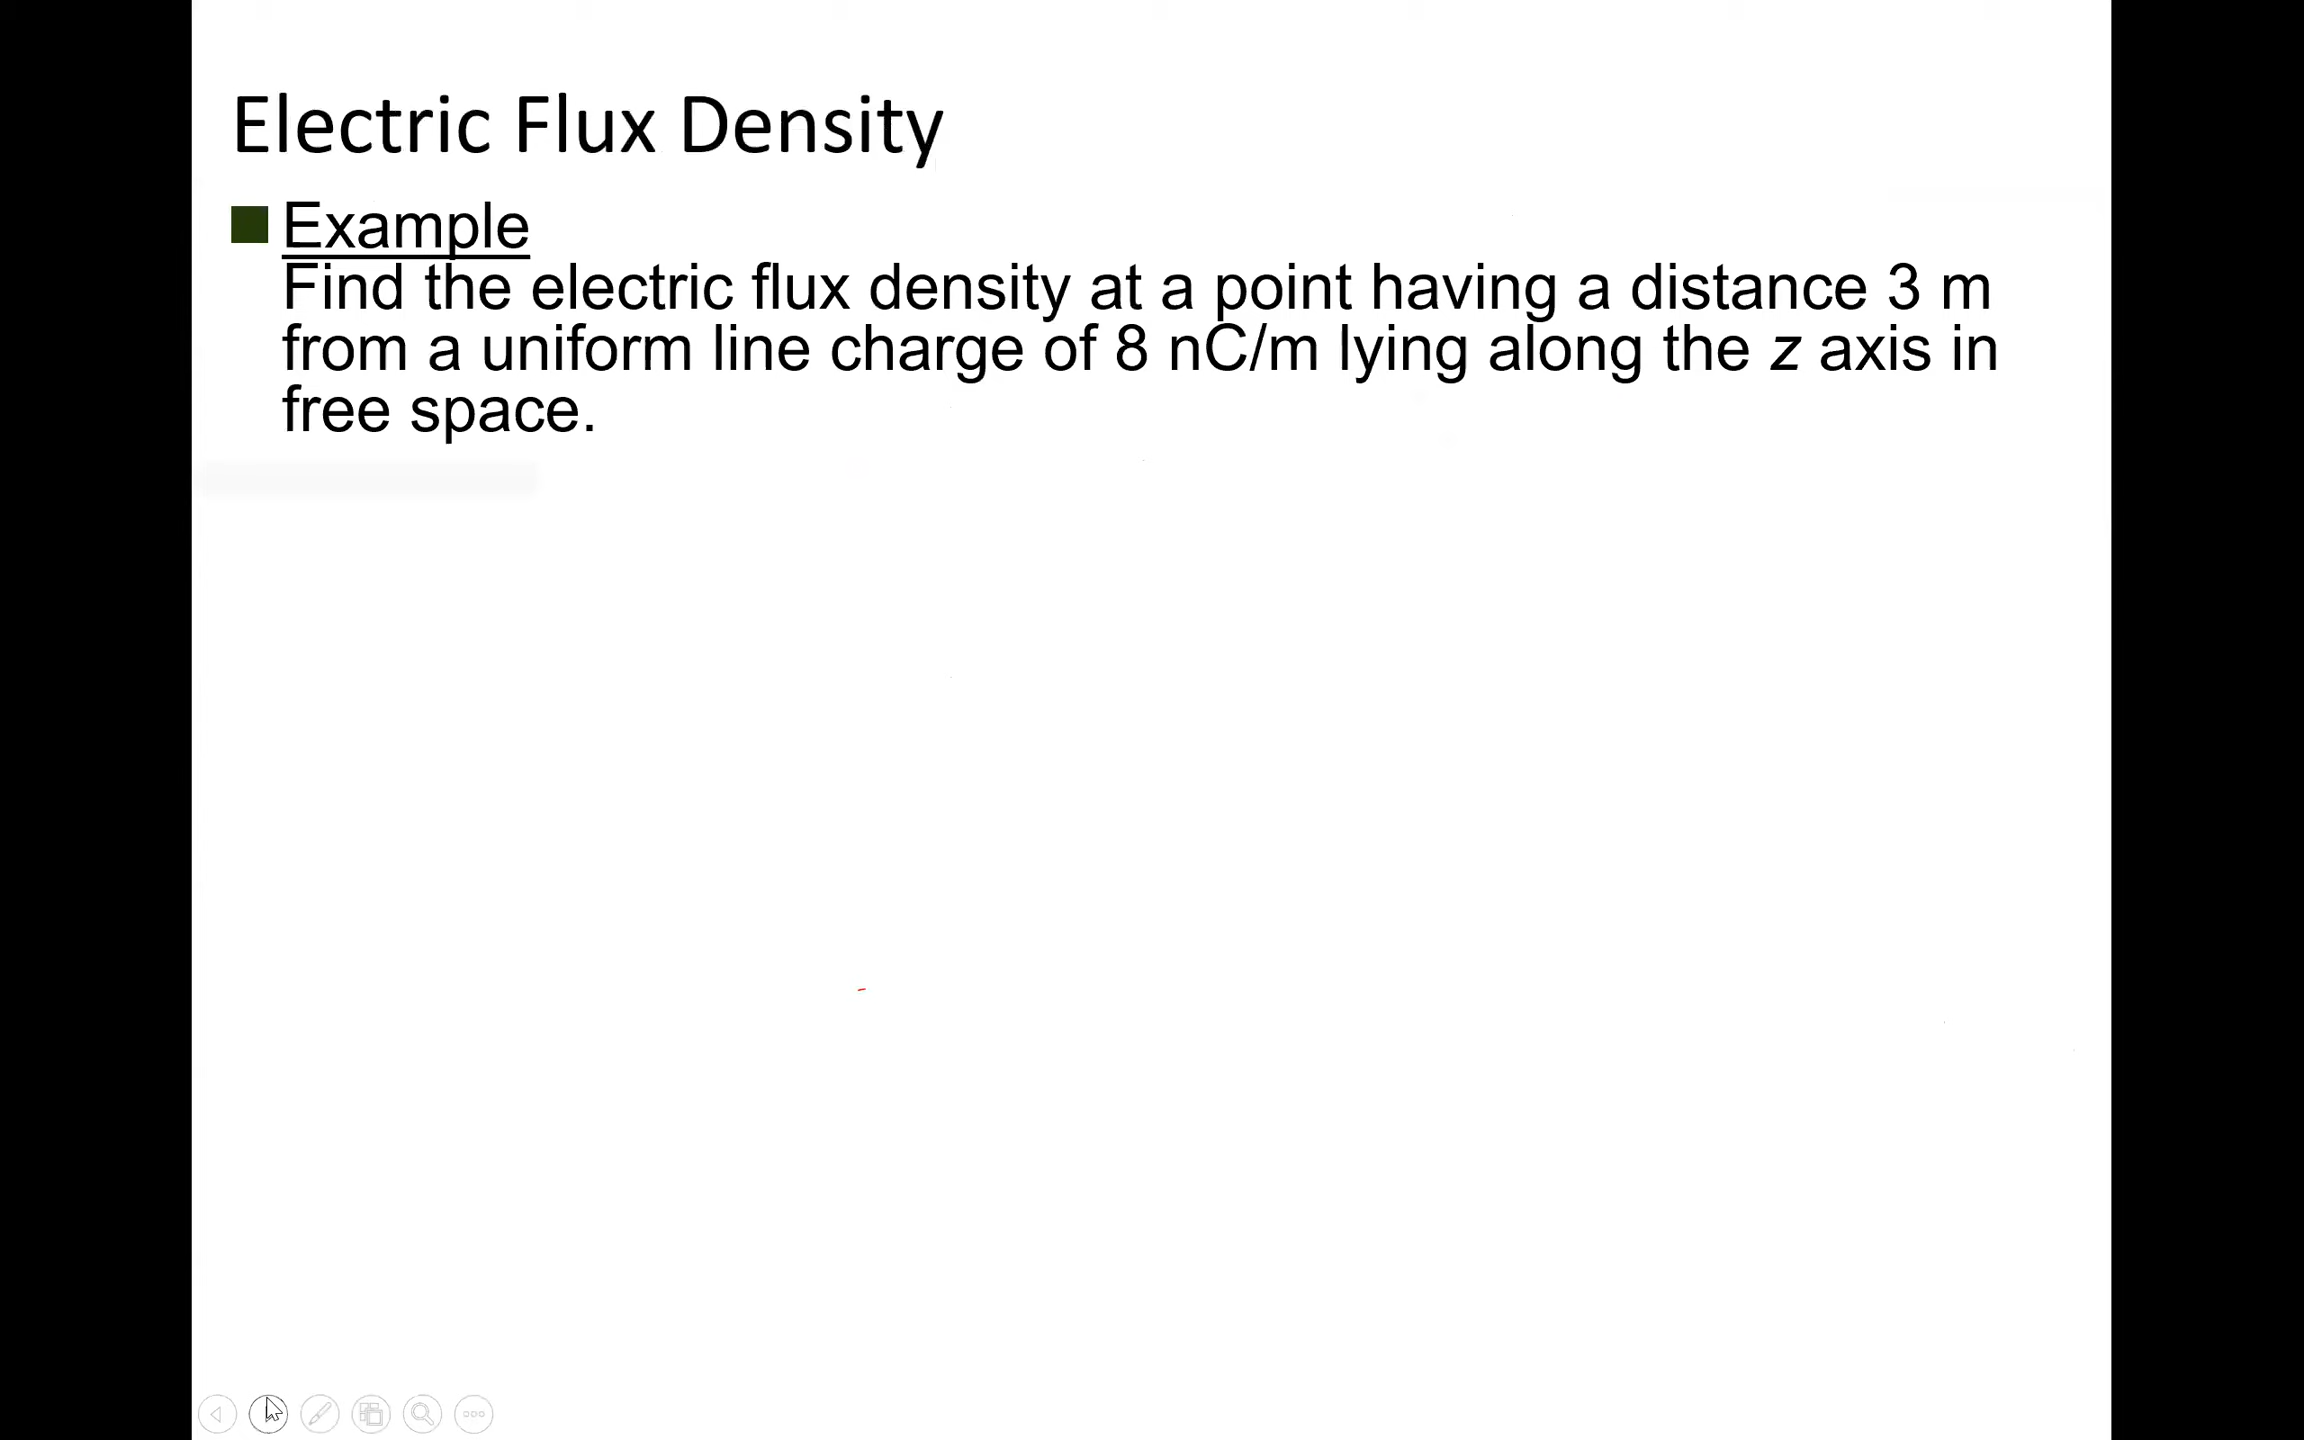 Electric Flux Density
Example
Find the electric flux density at a point having a distance 3 m
from a uniform line charge of 8 nC/m lying along the z axis in
free space.